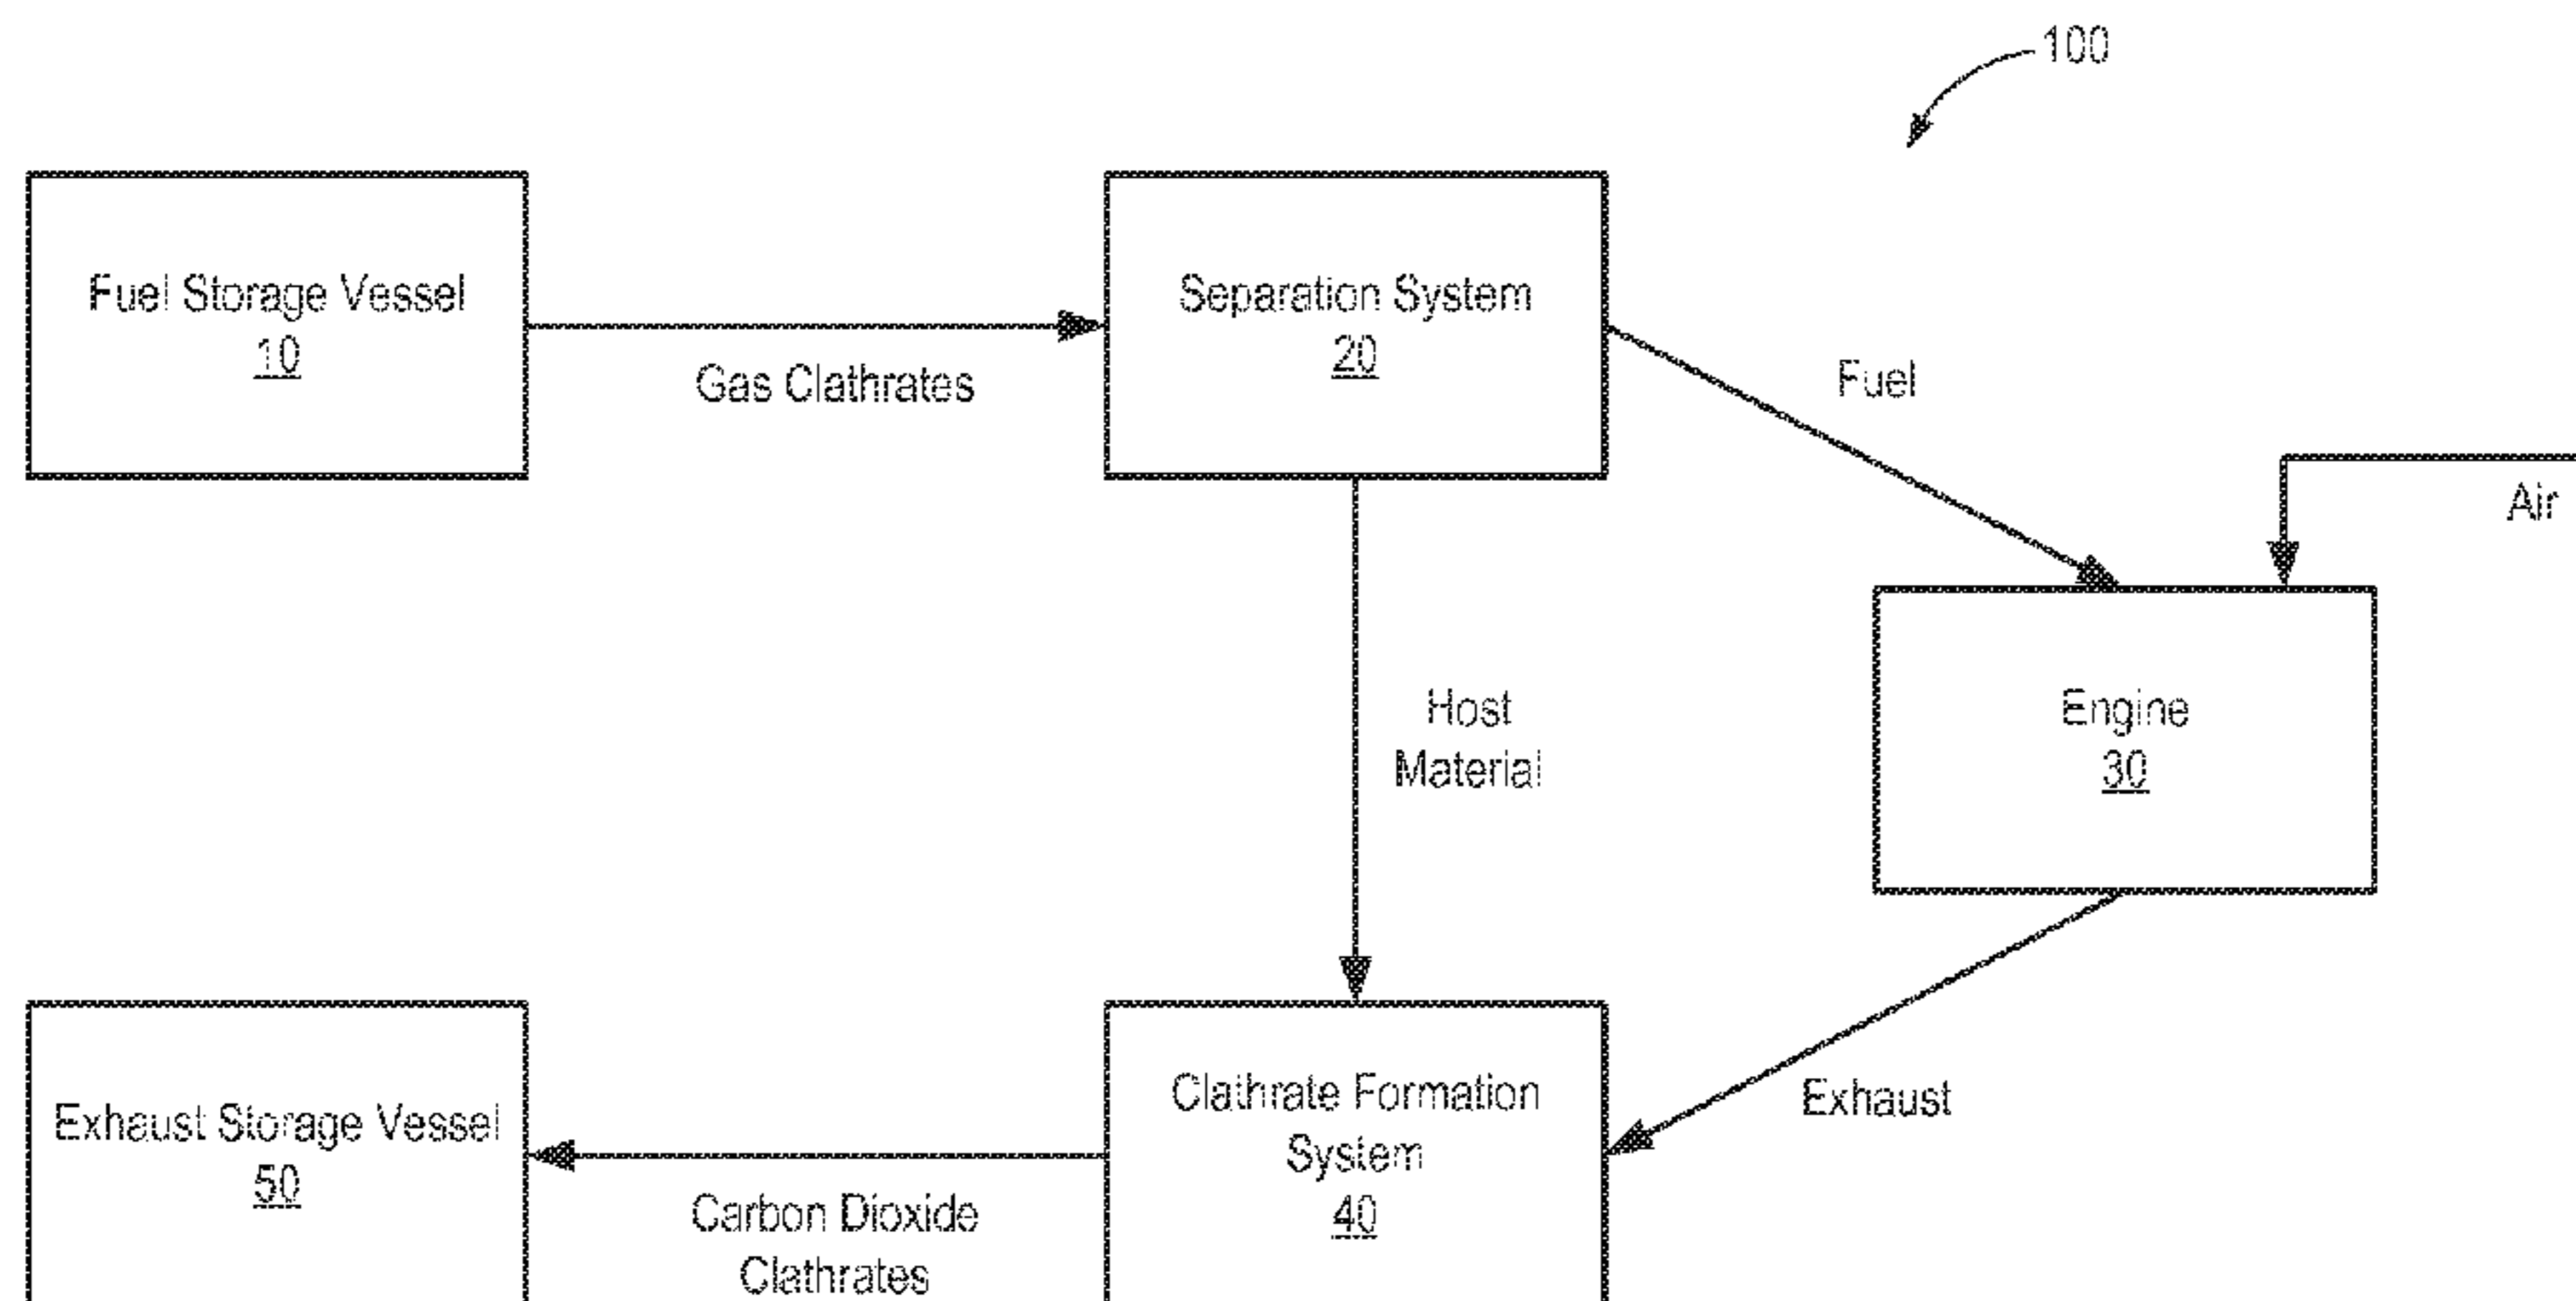 100
Fuel Storage Vessel
10
Gas Clathrates
Separation System
20
Fuel
Air
Host
Material
Engine
30
Exhaust Storage Vessel
50
Carbon Dioxide
Clathrates
Clathrate Formation
System
40
Exhaust